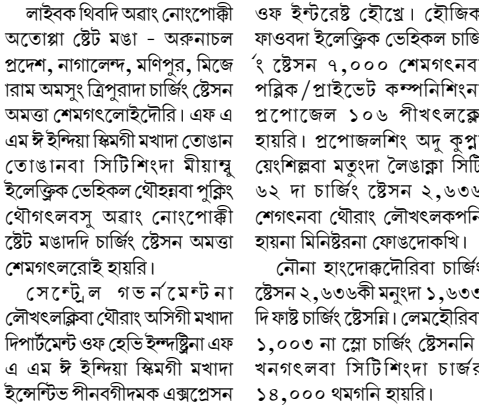 লাইবক থিবদি অৱাং নোংপোক্কী
অতোপ্পা ষ্টেট মঙা - অরুনাচল
প্রদেশ, নাগালেন্দ, মণিপুর, মিজে
ারাম অমসুং ত্রিপুরাদা চার্জিং ষ্টেসন
অমত্তা শেমগৎলোইদৌরি। এফ এ
এম ঈ ইন্দিয়া স্কিমগী মখাদা তোঙান
তোঙানবা সিটিশিংদা মীয়াম্বু
ইলেক্ত্রিক ভেহিকল থৌহন্নবা পুক্নিং
থৌগৎলবসু অৱাং নোংপোক্কী
ষ্টেট মঙাদদি চার্জিং ষ্টেসন অমত্তা
শেমগৎলরোই হায়রি।
সেন্ট্রেল গভর্নমেন্টনা
লৌখৎলক্লিবা থৌরাং অসিগী মখাদা
দিপার্টমেন্ট ওফ হেভি ইন্দষ্ট্রিনা এফ
এ এম ঈ ইন্দিয়া স্কিমগী মখাদা
ইন্সেন্টিভ পীনবগীদমক এক্সপ্রেসন
ওফ ইন্টরেষ্ট হৌখ্রে। হৌজিক
ফাওবদা ইলেক্ত্রিক ভেহিকল চার্জি
ং ষ্টেসন ৭,০০০ শেমগৎনবা
পব্লিক/প্রাইভেট কম্পনিশিংনা
প্রপোজেল ১০৬ পীখৎলক্লে
হায়রি। প্রপোজলশিং অদু কুপ্না
য়েংশিল্লবা মতুংদা লৈঙাক্না সিটি
৬২ দা চার্জিং ষ্টেসন ২,৬৩৬
শেগৎনবা থৌরাং লৌখৎলকপনি
হায়না মিনিষ্টরনা ফোঙদোকখি।
নৌনা হাংদোক্কদৌরিবা চার্জিং
ষ্টেসন ২,৬৩৬কী মনুংদা ১,৬৩৩
দি ফাষ্ট চার্জিং ষ্টেসন্নি। লেমহৌরিবা
১,০০৩ না স্লো চার্জিং ষ্টেসননি
খনগৎলবা সিটিশিংদা চার্জর
১৪,০০০ থমগনি হায়রি।